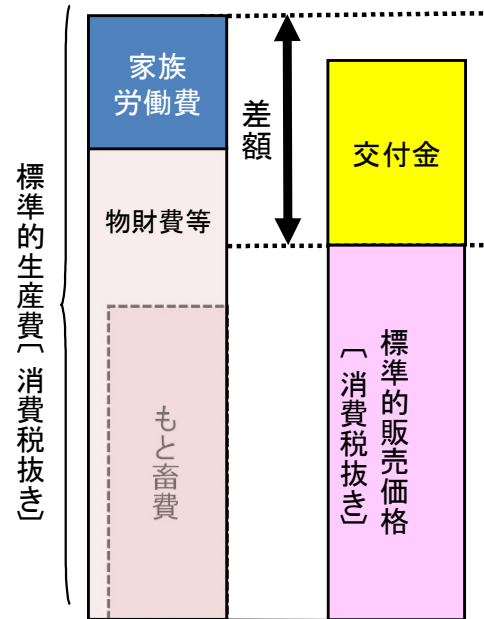 標準的生産費〔消費税抜き〕
家族
労働費
物財費等
もと畜費
差額
交付金
標準的販売価格
〔消費税抜き〕